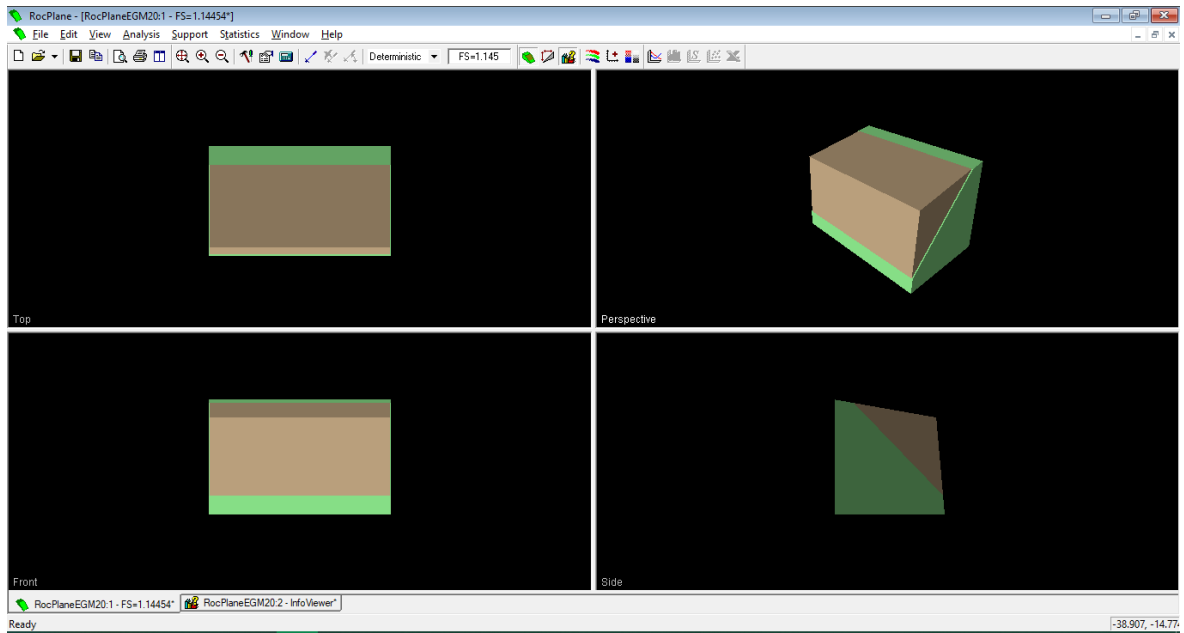 RocPlane - [RocPlaneEGM20:1 - FS=1.14454*]
File Edit View Analysis Support Statistics Window Help
Deterministic FS=1.145
Top
Perspective
Front
Side
RocPlaneEGM20:1 - FS=1.14454* RocPlaneEGM20:2 - InfoViewer*
Ready -38.907, -14.774